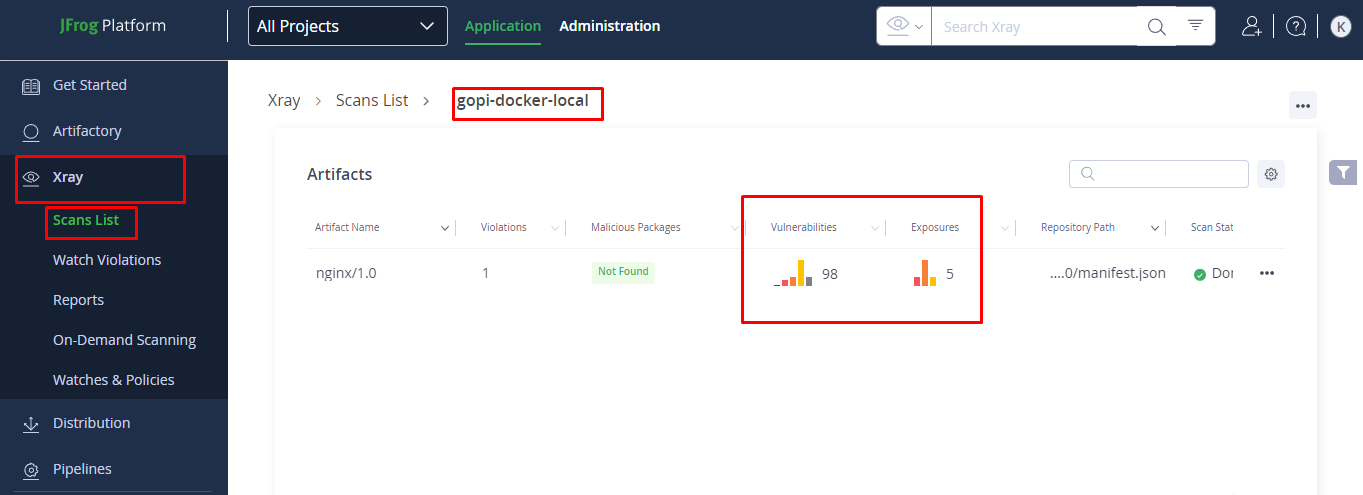 JFrog Platform
All Projects
Application
Administration
Search Xray
K
Get Started
Artifactory
Xray
Scans List
Watch Violations
Reports
On-Demand Scanning
Watches & Policies
Distribution
Pipelines
Xray > Scans List > gopi-docker-local
Artifacts
Artifact Name Violations Malicious Packages Vulnerabilities Exposures Repository Path Scan Stat
nginx/1.0 1 Not Found 98 5 ....0/manifest.json Dor